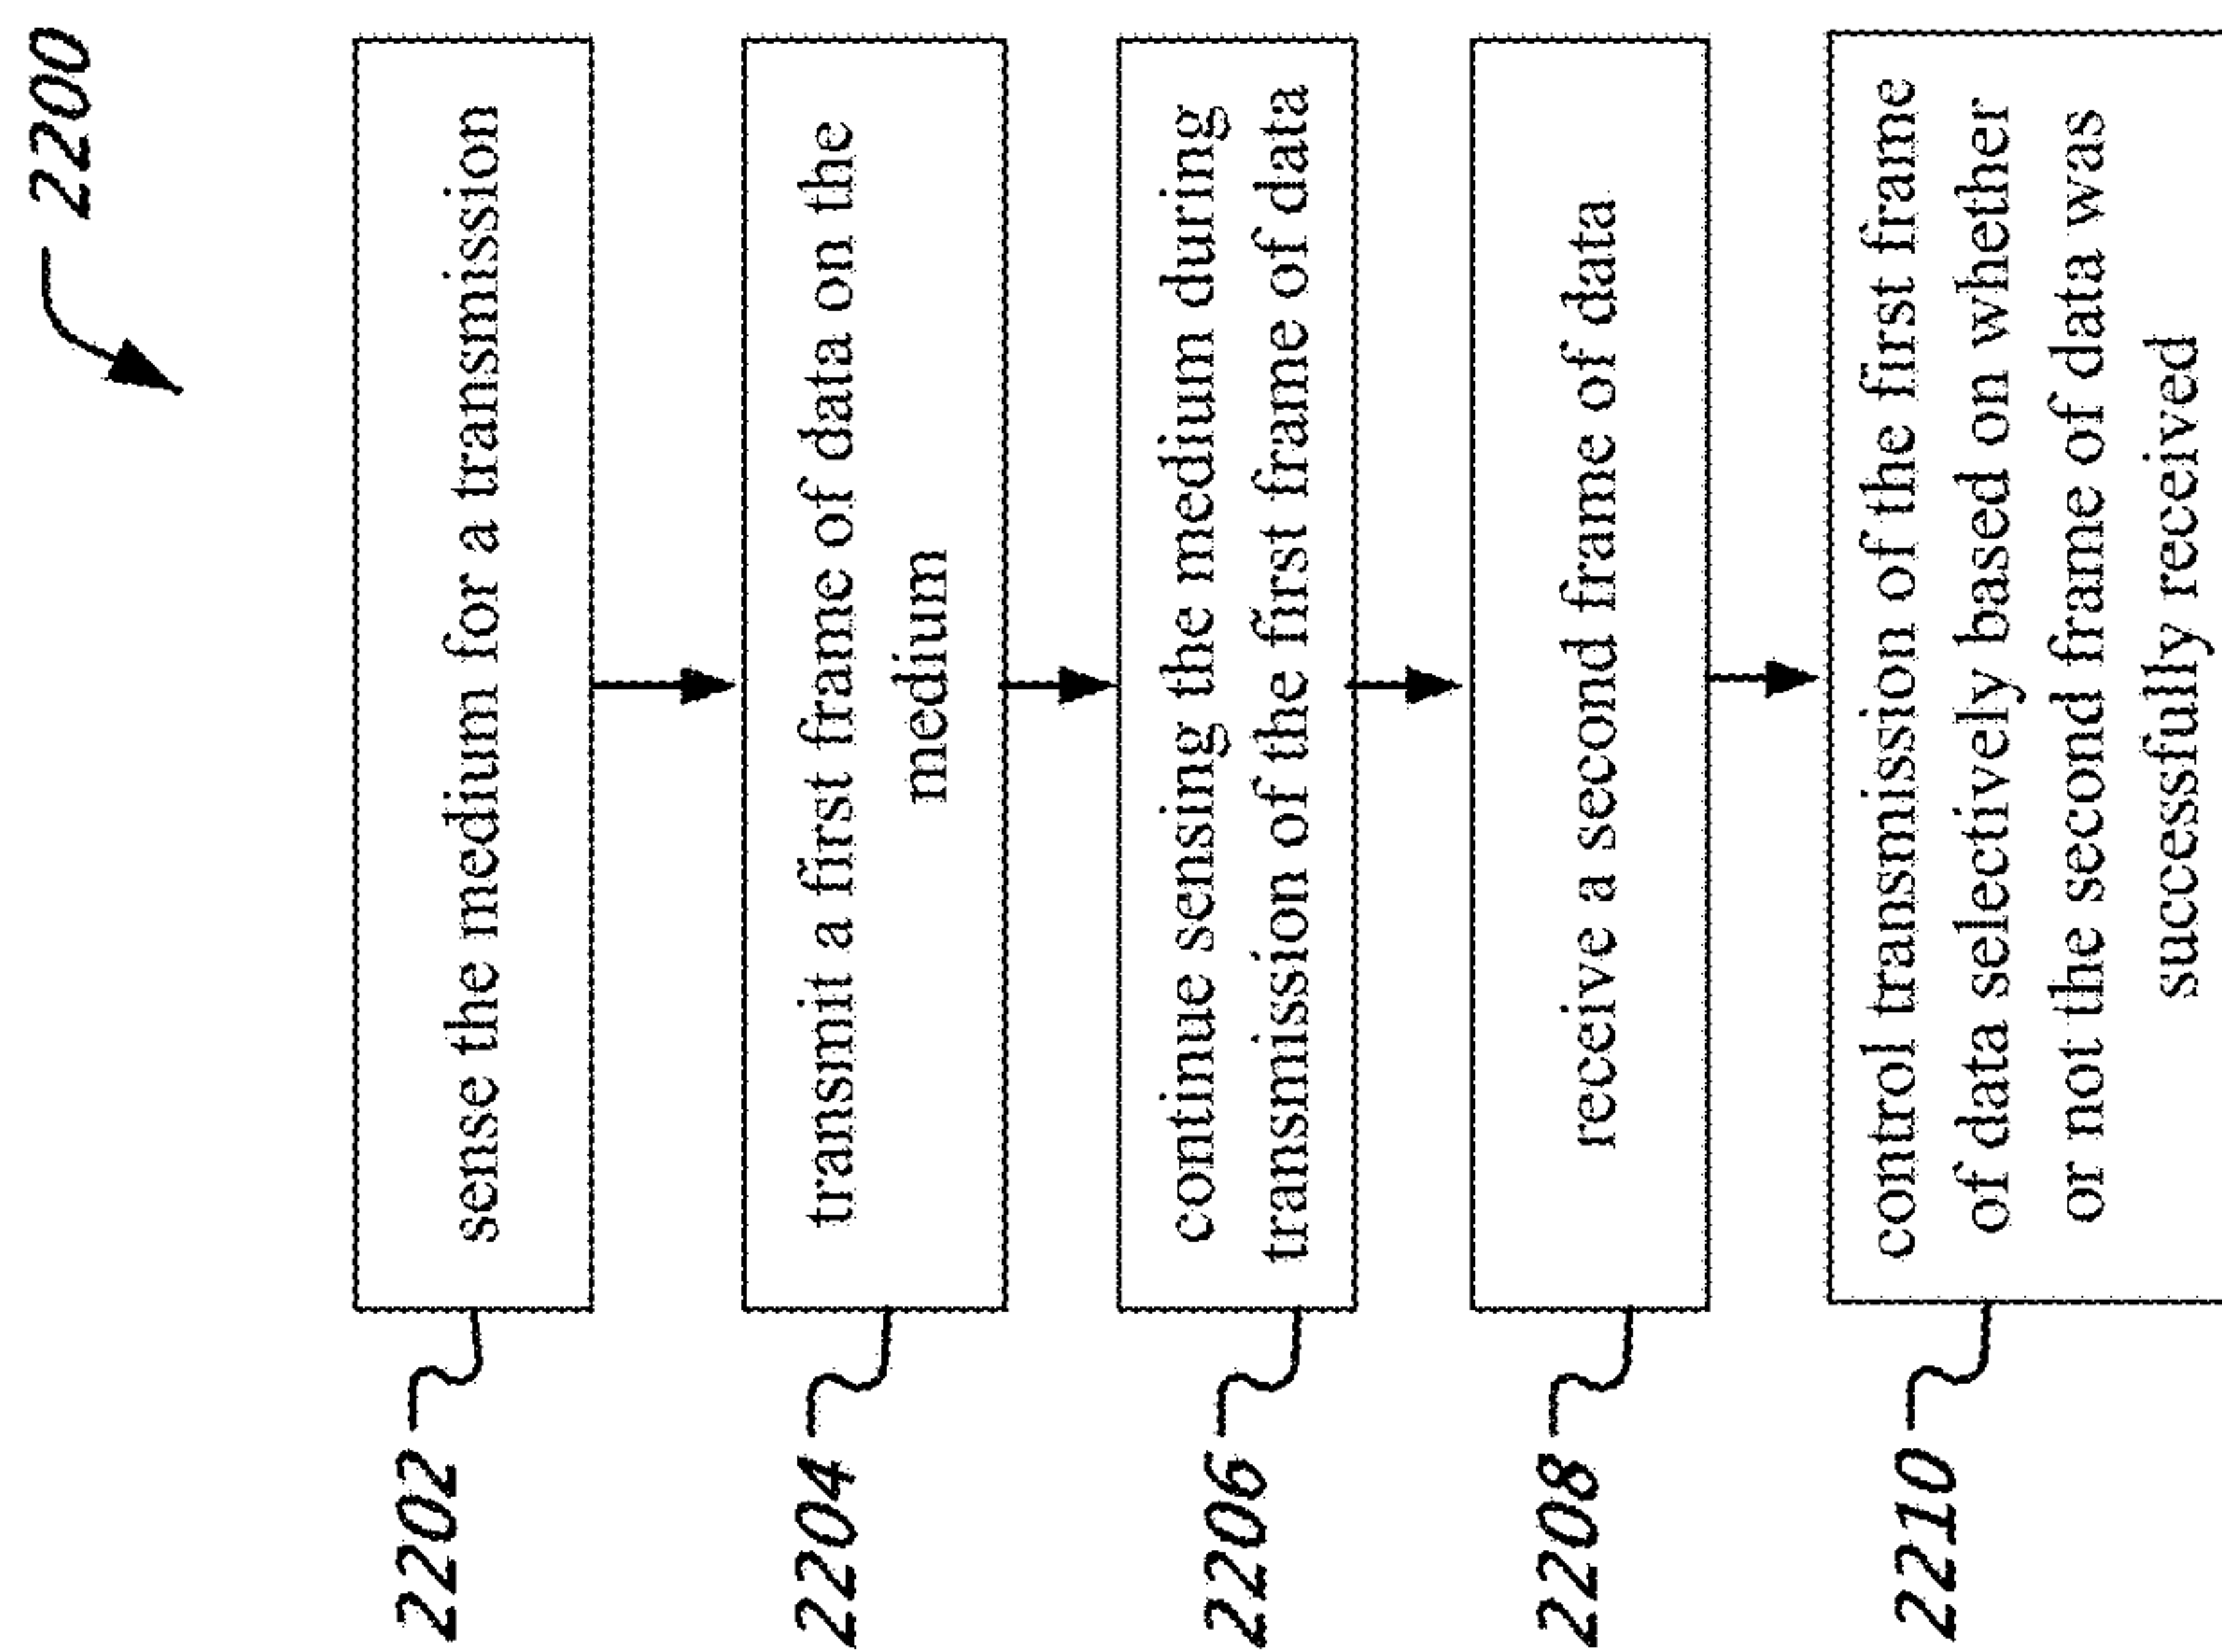 2200
2202
sense the medium for a transmission
2204
transmit a first frame of data on the
medium
2206
continue sensing the medium during
transmission of the first frame of data
2208
receive a second frame of data
2210
control transmission of the first frame
of data selectively based on whether
or not the second frame of data was
successfully received